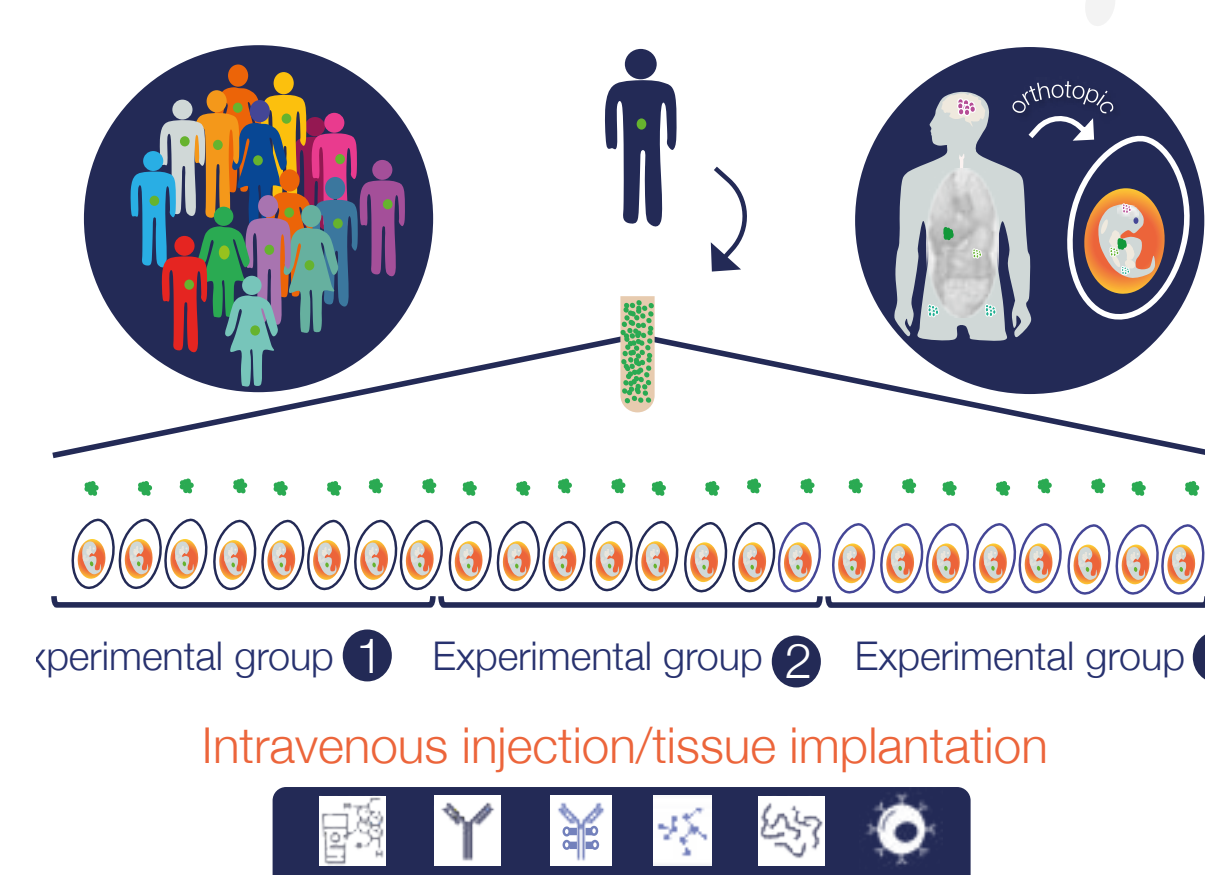 orthotopic
xperimental group 1
Experimental group 2
Experimental group
Intravenous injection/tissue implantation